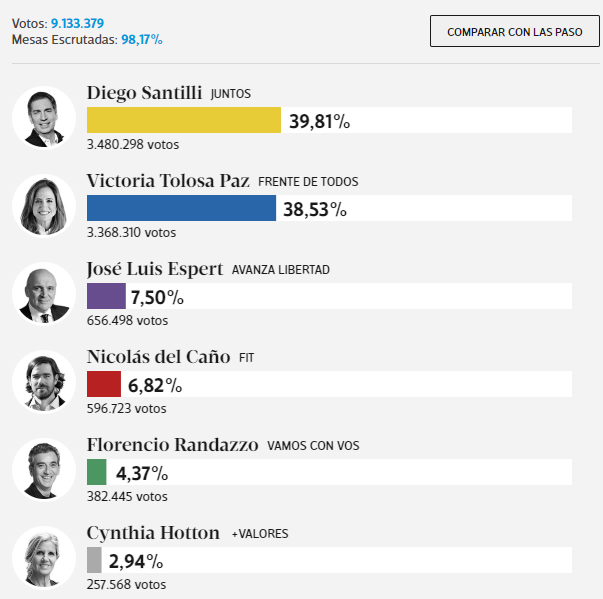 Votos: 9.133.379
Mesas Escrutadas: 98,17%
COMPARAR CON LAS PASO
Diego Santilli JUNTOS
39,81%
3.480.298 votos
Victoria Tolosa Paz FRENTE DE TODOS
38,53%
3.368.310 votos
José Luis Espert AVANZA LIBERTAD
7,50%
656.498 votos
Nicolás del Caño FIT
6,82%
596.723 votos
Florencio Randazzo VAMOS CON VOS
4,37%
382.445 votos
Cynthia Hotton +VALORES
2,94%
257.568 votos